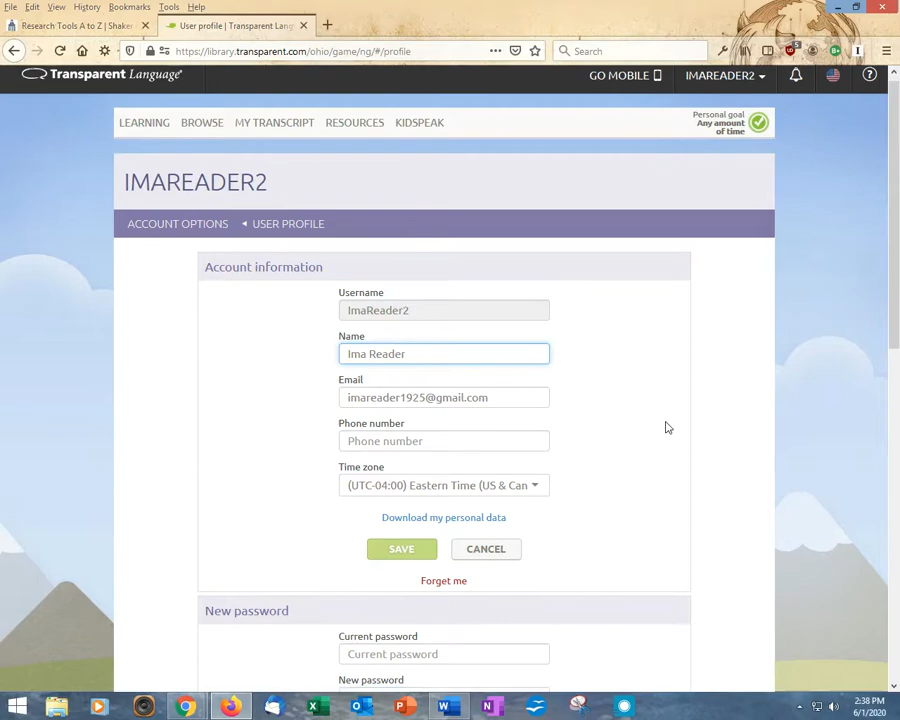 File Edit View History Bookmarks Tools Help
Research Tools A to Z | Shaker
User profile | Transparent Lang
https://library.transparent.com/ohio/game/ng/#/profile
Search
Transparent Language
GO MOBILE
IMAREADER2
LEARNING BROWSE MY TRANSCRIPT RESOURCES KIDSPEAK
Personal goal
Any amount
of time
IMAREADER2
ACCOUNT OPTIONS USER PROFILE
Account information
Username
ImaReader2
Name
Ima Reader
Email
imareader1925@gmail.com
Phone number
Phone number
Time zone
(UTC-04:00) Eastern Time (US & Can
Download my personal data
SAVE CANCEL
Forget me
New password
Current password
Current password
New password
2:38 PM
6/1/2020